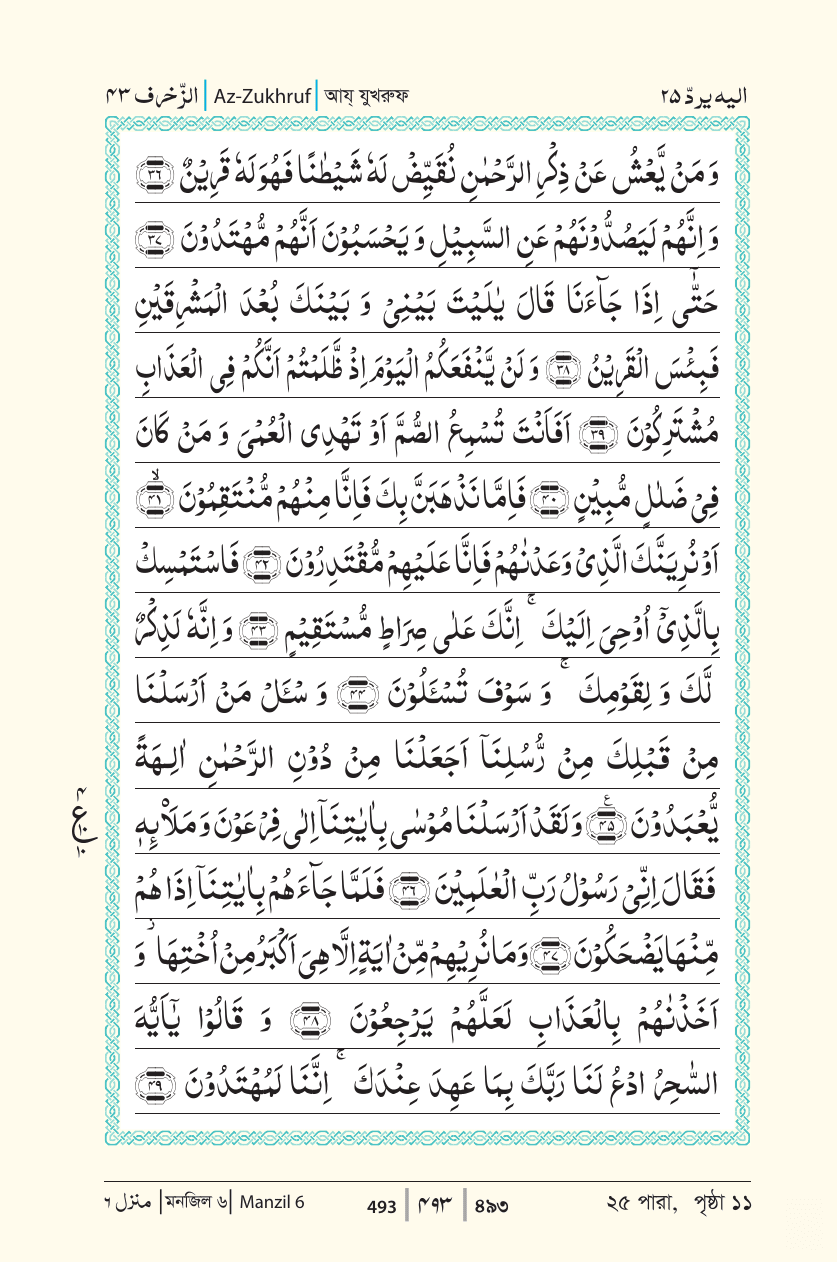 الزّخرف ٤٣ | Az-Zukhruf | আয্ যুখরুফ اليه يردّ ٢٥
وَ مَنۡ يَّعۡشُ عَنۡ ذِكۡرِ الرَّحۡمٰنِ نُقَيِّضۡ لَهٗ شَيۡطٰنًا فَهُوَ لَهٗ قَرِيۡنٌ ﴿٣٦﴾
وَ اِنَّهُمۡ لَيَصُدُّوۡنَهُمۡ عَنِ السَّبِيۡلِ وَ يَحۡسَبُوۡنَ اَنَّهُمۡ مُّهۡتَدُوۡنَ ﴿٣٧﴾
حَتّٰٓى اِذَا جَآءَنَا قَالَ يٰلَيۡتَ بَيۡنِىۡ وَ بَيۡنَكَ بُعۡدَ الۡمَشۡرِقَيۡنِ
فَبِئۡسَ الۡقَرِيۡنُ ﴿٣٨﴾ وَ لَنۡ يَّنۡفَعَكُمُ الۡيَوۡمَ اِذۡ ظَّلَمۡتُمۡ اَنَّكُمۡ فِى الۡعَذَابِ
مُشۡتَرِكُوۡنَ ﴿٣٩﴾ اَفَاَنۡتَ تُسۡمِعُ الصُّمَّ اَوۡ تَهۡدِى الۡعُمۡىَ وَ مَنۡ كَانَ
فِىۡ ضَلٰلٍ مُّبِيۡنٍ ﴿٤٠﴾ فَاِمَّا نَذۡهَبَنَّ بِكَ فَاِنَّا مِنۡهُمۡ مُّنۡتَقِمُوۡنَ ۙ﴿٤١﴾
اَوۡ نُرِيَنَّكَ الَّذِىۡ وَعَدۡنٰهُمۡ فَاِنَّا عَلَيۡهِمۡ مُّقۡتَدِرُوۡنَ ﴿٤٢﴾ فَاسۡتَمۡسِكۡ
بِالَّذِىۡۤ اُوۡحِىَ اِلَيۡكَ ۚ اِنَّكَ عَلٰى صِرَاطٍ مُّسۡتَقِيۡمٍ ﴿٤٣﴾ وَ اِنَّهٗ لَذِكۡرٌ
لَّكَ وَ لِقَوۡمِكَ ۚ وَ سَوۡفَ تُسۡـَٔلُوۡنَ ﴿٤٤﴾ وَ سۡـَٔلۡ مَنۡ اَرۡسَلۡنَا
مِنۡ قَبۡلِكَ مِنۡ رُّسُلِنَاۤ اَجَعَلۡنَا مِنۡ دُوۡنِ الرَّحۡمٰنِ اٰلِهَةً
يُّعۡبَدُوۡنَ ﴿٤٥﴾ وَ لَقَدۡ اَرۡسَلۡنَا مُوۡسٰى بِاٰيٰتِنَاۤ اِلٰى فِرۡعَوۡنَ وَ مَلَا۟ئِهٖ
فَقَالَ اِنِّىۡ رَسُوۡلُ رَبِّ الۡعٰلَمِيۡنَ ﴿٤٦﴾ فَلَمَّا جَآءَهُمۡ بِاٰيٰتِنَاۤ اِذَا هُمۡ
مِّنۡهَا يَضۡحَكُوۡنَ ﴿٤٧﴾ وَ مَا نُرِيۡهِمۡ مِّنۡ اٰيَةٍ اِلَّا هِىَ اَكۡبَرُ مِنۡ اُخۡتِهَا وَ
اَخَذۡنٰهُمۡ بِالۡعَذَابِ لَعَلَّهُمۡ يَرۡجِعُوۡنَ ﴿٤٨﴾ وَ قَالُوۡا يٰۤاَيُّهَ
السّٰحِرُ ادۡعُ لَنَا رَبَّكَ بِمَا عَهِدَ عِنۡدَكَ ۚ اِنَّنَا لَمُهۡتَدُوۡنَ ﴿٤٩﴾
منزل ٦ | মনজিল ৬ | Manzil 6 493 | ٤٩٣ | ৪৯৩ ২৫ পারা, পৃষ্ঠা ১১